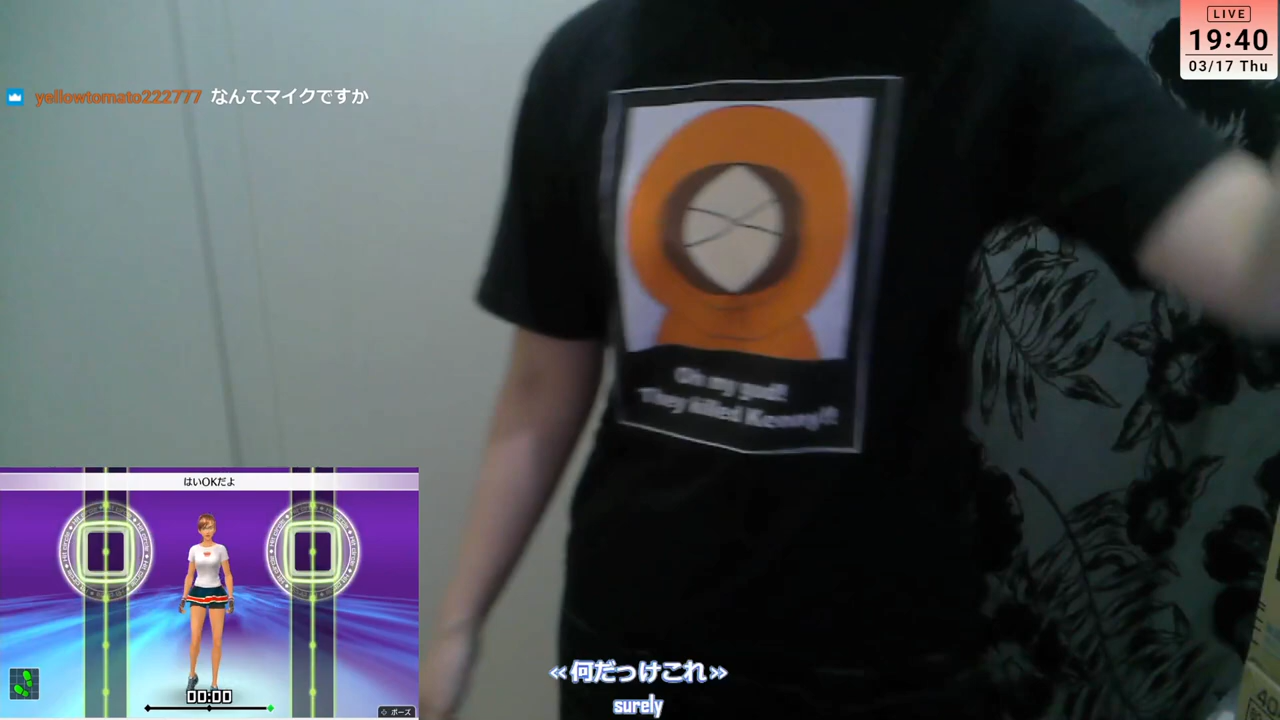 LIVE
19:40
03/17 Thu
yellowtomato222777 なんてマイクですか
Oh my god!
They killed Kenny!!
はいOKだよ
00:00
ポーズ
≪何だっけこれ≫
surely